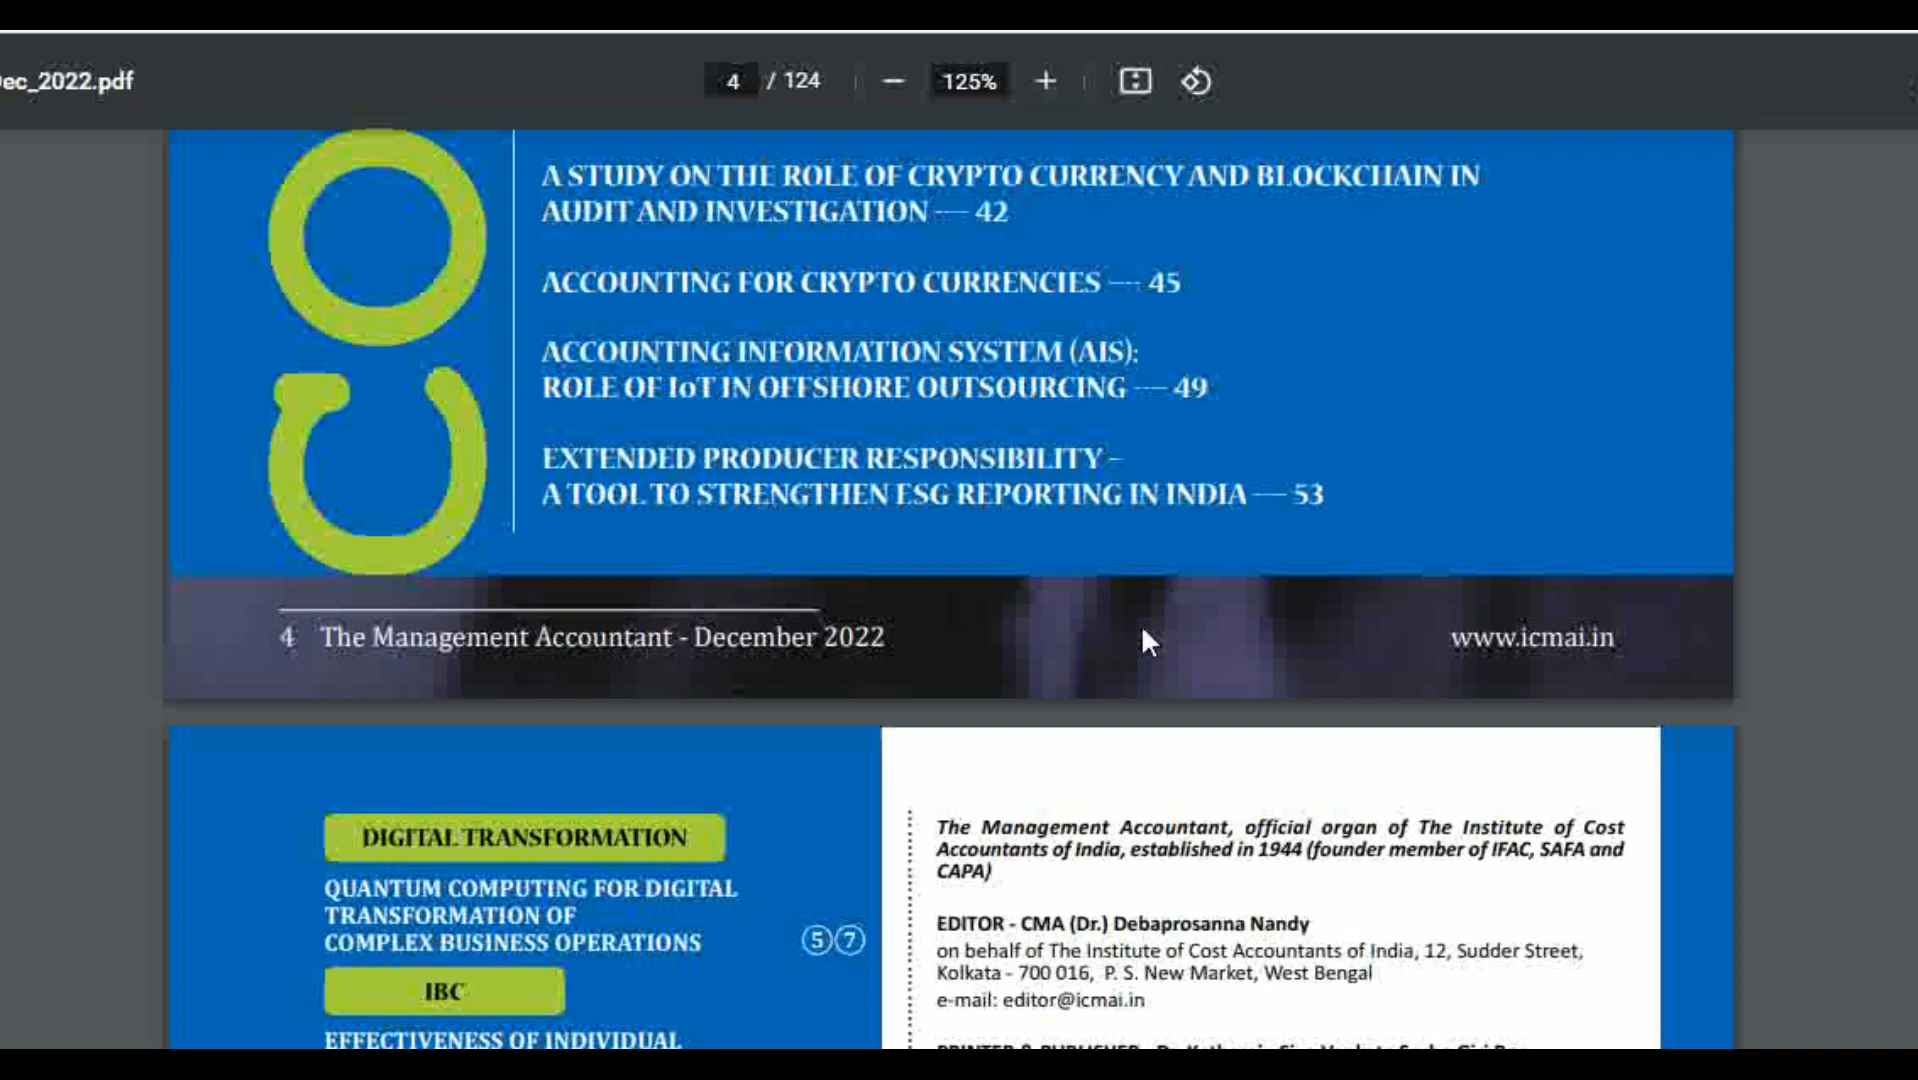 ec_2022.pdf
4 / 124
125%
CO
A STUDY ON THE ROLE OF CRYPTO CURRENCY AND BLOCKCHAIN IN
AUDIT AND INVESTIGATION — 42
ACCOUNTING FOR CRYPTO CURRENCIES — 45
ACCOUNTING INFORMATION SYSTEM (AIS):
ROLE OF IoT IN OFFSHORE OUTSOURCING — 49
EXTENDED PRODUCER RESPONSIBILITY –
A TOOL TO STRENGTHEN ESG REPORTING IN INDIA — 53
4 The Management Accountant - December 2022
www.icmai.in
DIGITAL TRANSFORMATION
QUANTUM COMPUTING FOR DIGITAL
TRANSFORMATION OF
COMPLEX BUSINESS OPERATIONS
57
IBC
EFFECTIVENESS OF INDIVIDUAL
The Management Accountant, official organ of The Institute of Cost
Accountants of India, established in 1944 (founder member of IFAC, SAFA and
CAPA)
EDITOR - CMA (Dr.) Debaprosanna Nandy
on behalf of The Institute of Cost Accountants of India, 12, Sudder Street,
Kolkata - 700 016, P. S. New Market, West Bengal
e-mail: editor@icmai.in
PRINTER & PUBLISHER - Dr.